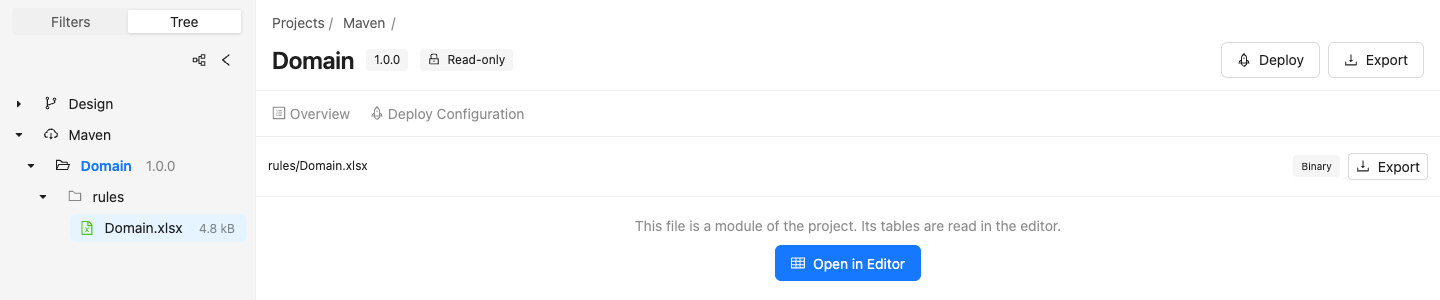 Filters
Tree
Design
Maven
Domain 1.0.0
rules
Domain.xlsx 4.8 kB
Projects / Maven /
Domain 1.0.0 Read-only
Deploy
Export
Overview
Deploy Configuration
rules/Domain.xlsx
Binary
Export
This file is a module of the project. Its tables are read in the editor.
Open in Editor